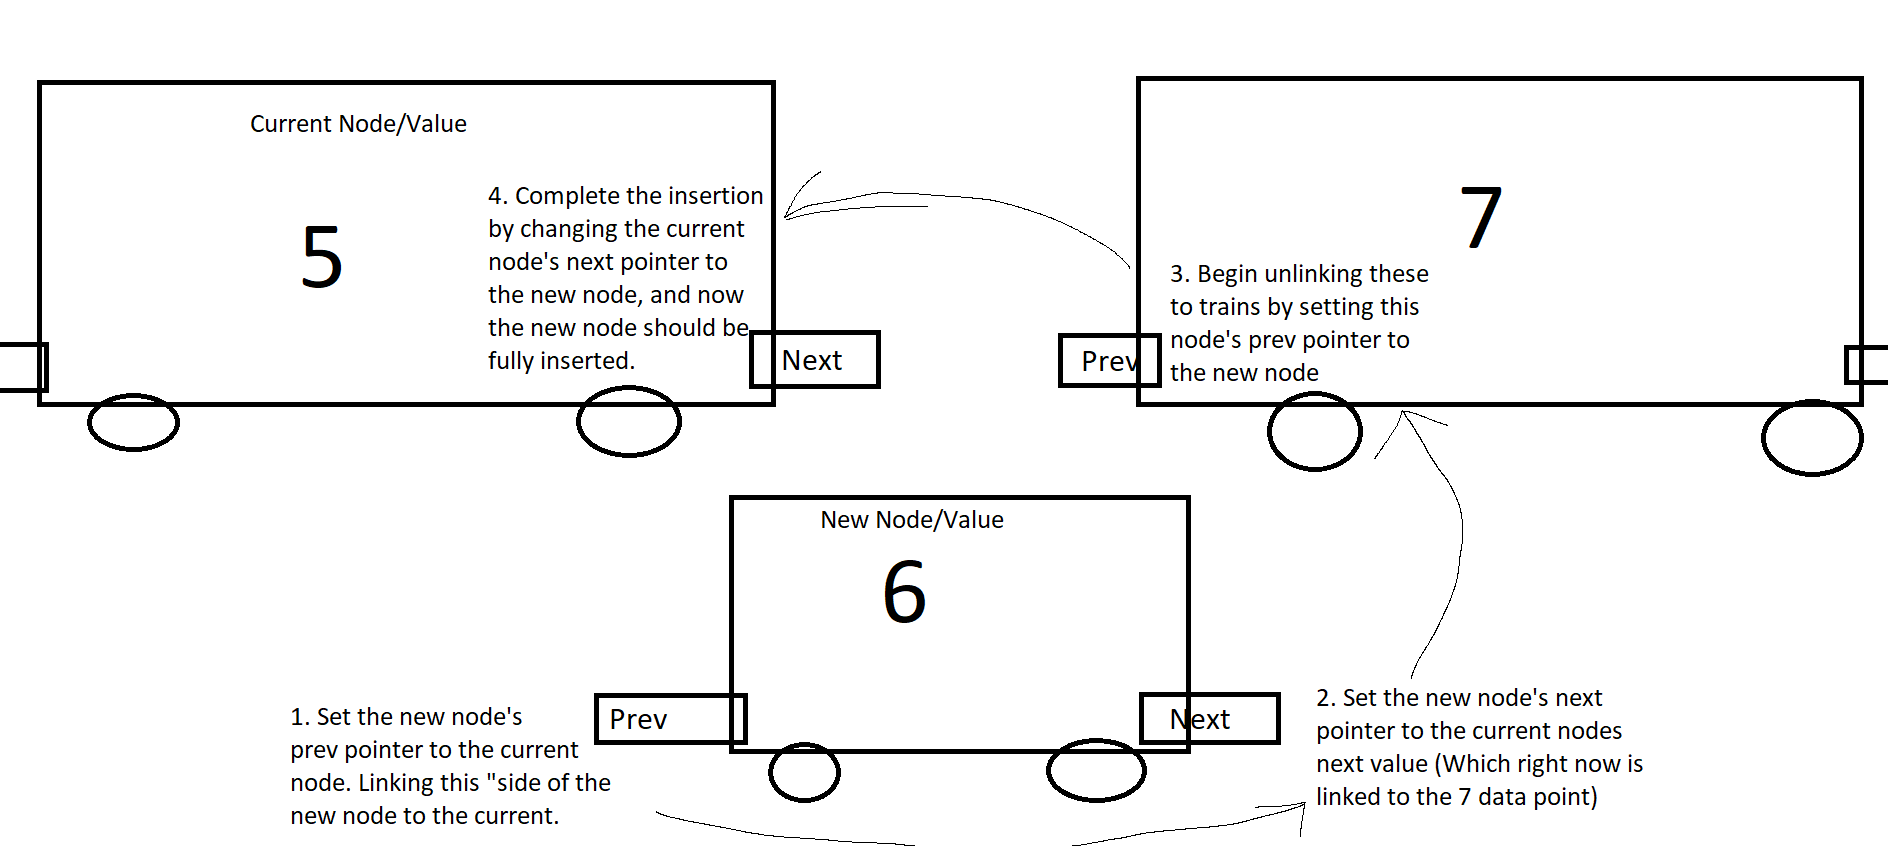 Current Node/Value
5
4. Complete the insertion
by changing the current
node's next pointer to
the new node, and now
the new node should be
fully inserted.
Next
7
3. Begin unlinking these
to trains by setting this
node's prev pointer to
the new node
Prev
New Node/Value
6
Prev
Next
1. Set the new node's
prev pointer to the current
node. Linking this "side of the
new node to the current.
2. Set the new node's next
pointer to the current nodes
next value (Which right now is
linked to the 7 data point)